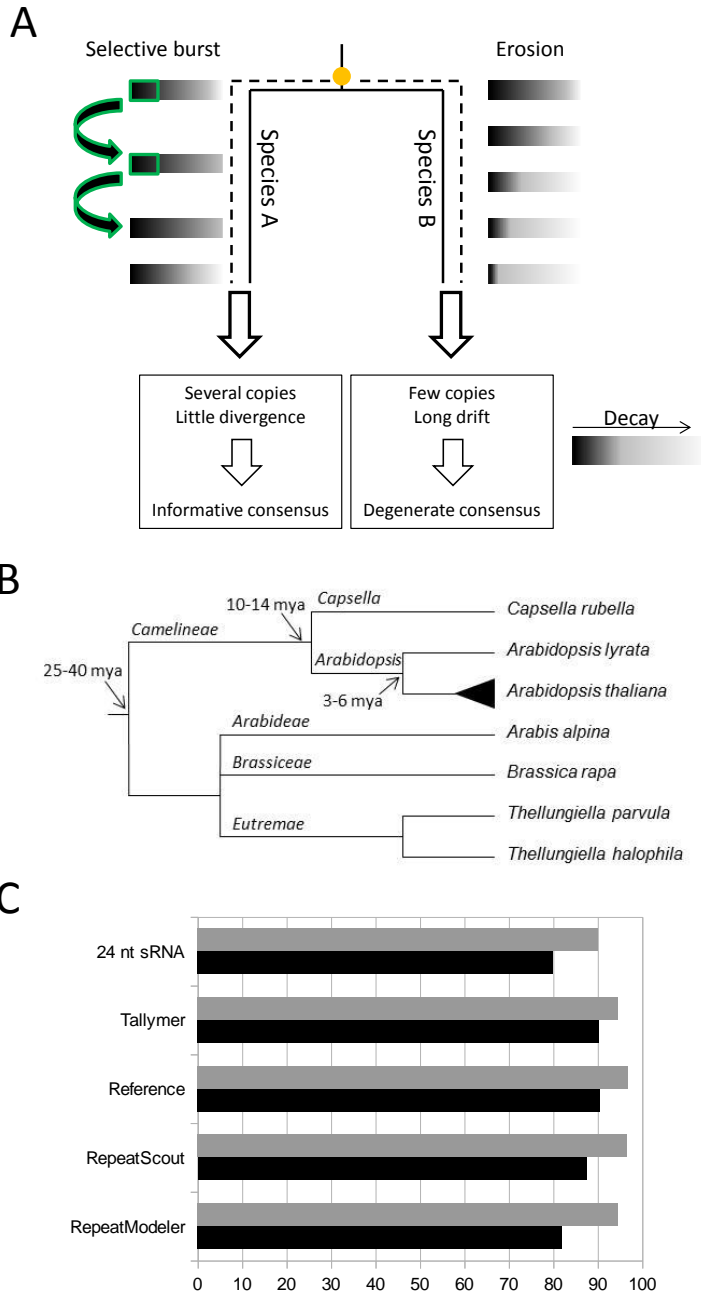 A
Selective burst
Erosion
Species A
Species B
Several copies
Little divergence
Informative consensus
Few copies
Long drift
Degenerate consensus
Decay
B
10-14 mya
Capsella
Capsella rubella
Camelineae
25-40 mya
Arabidopsis
Arabidopsis lyrata
3-6 mya
Arabidopsis thaliana
Arabideae
Arabis alpina
Brassiceae
Brassica rapa
Eutremae
Thellungiella parvula
Thellungiella halophila
C
24 nt sRNA
Tallymer
Reference
RepeatScout
RepeatModeler
0 10 20 30 40 50 60 70 80 90 100